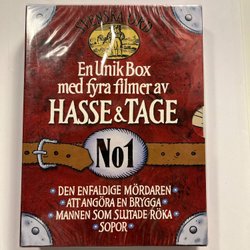 En Unik Box
med fyra filmer av
HASSE & TAGE
No1
• DEN ENFALDIGE MÖRDAREN •
• ATT ANGÖRA EN BRYGGA •
• MANNEN SOM SLUTADE RÖKA •
• SOPOR •